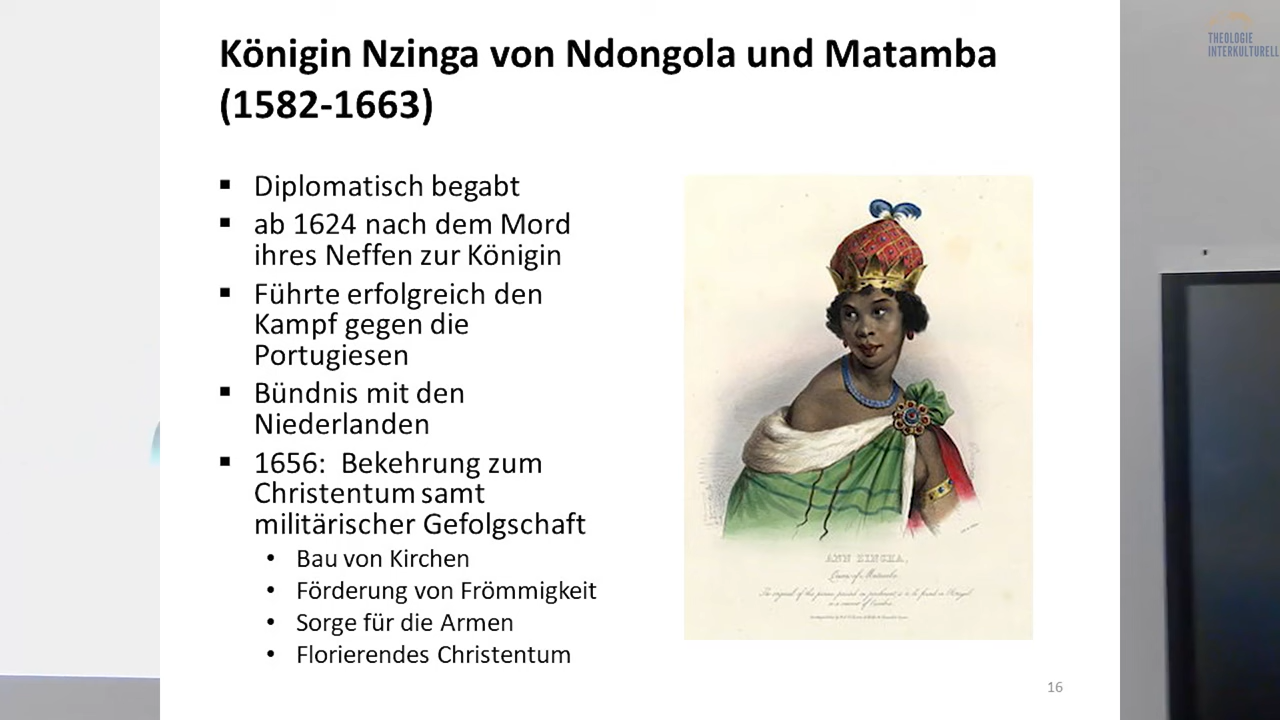 Königin Nzinga von Ndongola und Matamba
(1582-1663)
▪ Diplomatisch begabt
▪ ab 1624 nach dem Mord
ihres Neffen zur Königin
▪ Führte erfolgreich den
Kampf gegen die
Portugiesen
▪ Bündnis mit den
Niederlanden
▪ 1656: Bekehrung zum
Christentum samt
militärischer Gefolgschaft
• Bau von Kirchen
• Förderung von Frömmigkeit
• Sorge für die Armen
• Florierendes Christentum
ANN ZINGHA,
Queen of Matamba.
16
THEOLOGIE
INTERKULTURELL